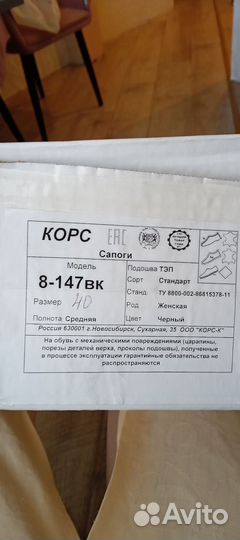 КОРС EAC
Сапоги
Модель
8-147вк
Размер 40
Полнота Средняя
Подошва ТЭП
Сорт Стандарт
Станд. ТУ 8800-002-86815378-11
Род Женская
Цвет Черный
Россия 630001 г.Новосибирск, Сухарная, 35 ООО "КОРС-К"
На обувь с механическими повреждениями (царапины,
порезы деталей верха, проколы подошвы), полученные
в процессе эксплуатации гарантийные обязательства не
распространяются
Avito